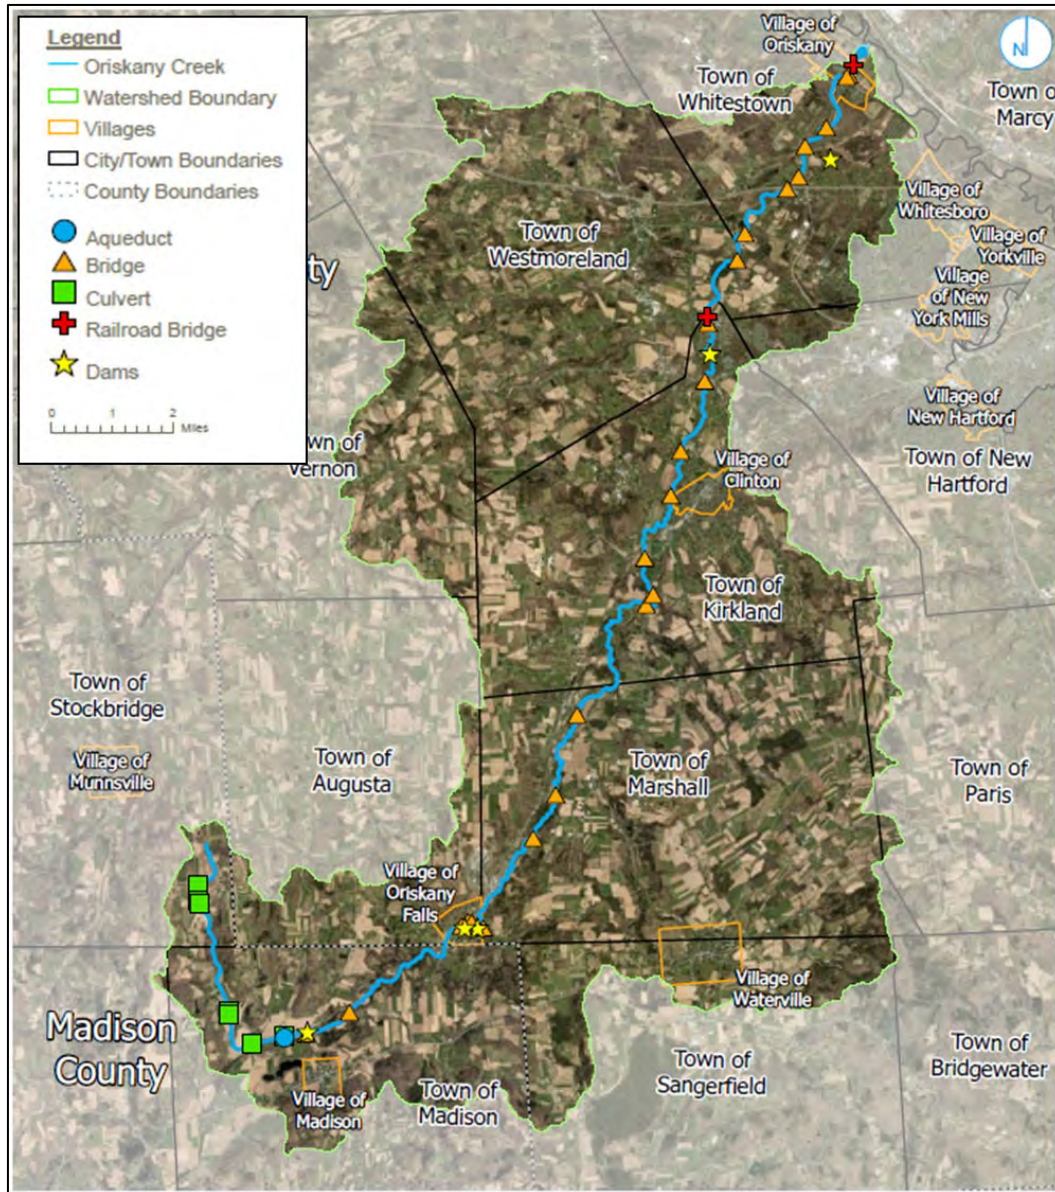 Legend
Oriskany Creek
Watershed Boundary
Villages
City/Town Boundaries
County Boundaries
Aqueduct
Bridge
Culvert
Railroad Bridge
Dams
0 1 2
Miles
N
Village of
Oriskany
Town of
Whitestown
Town o
Marcy
Village of
Whitesboro
Village of
Yorkville
Village
of New
York Mills
Town of
Westmoreland
ty
Village of
New Hartford
Town of New
Hartford
own of
Vernon
Village of
Clinton
Town of
Kirkland
Town of
Stockbridge
Village of
Munnsville
Town of
Augusta
Town of
Marshall
Town of
Paris
Village of
Oriskany
Falls
Village of
Waterville
Madison
County
Town of
Sangerfield
Town of
Bridgewater
Village of
Madison
Town of
Madison